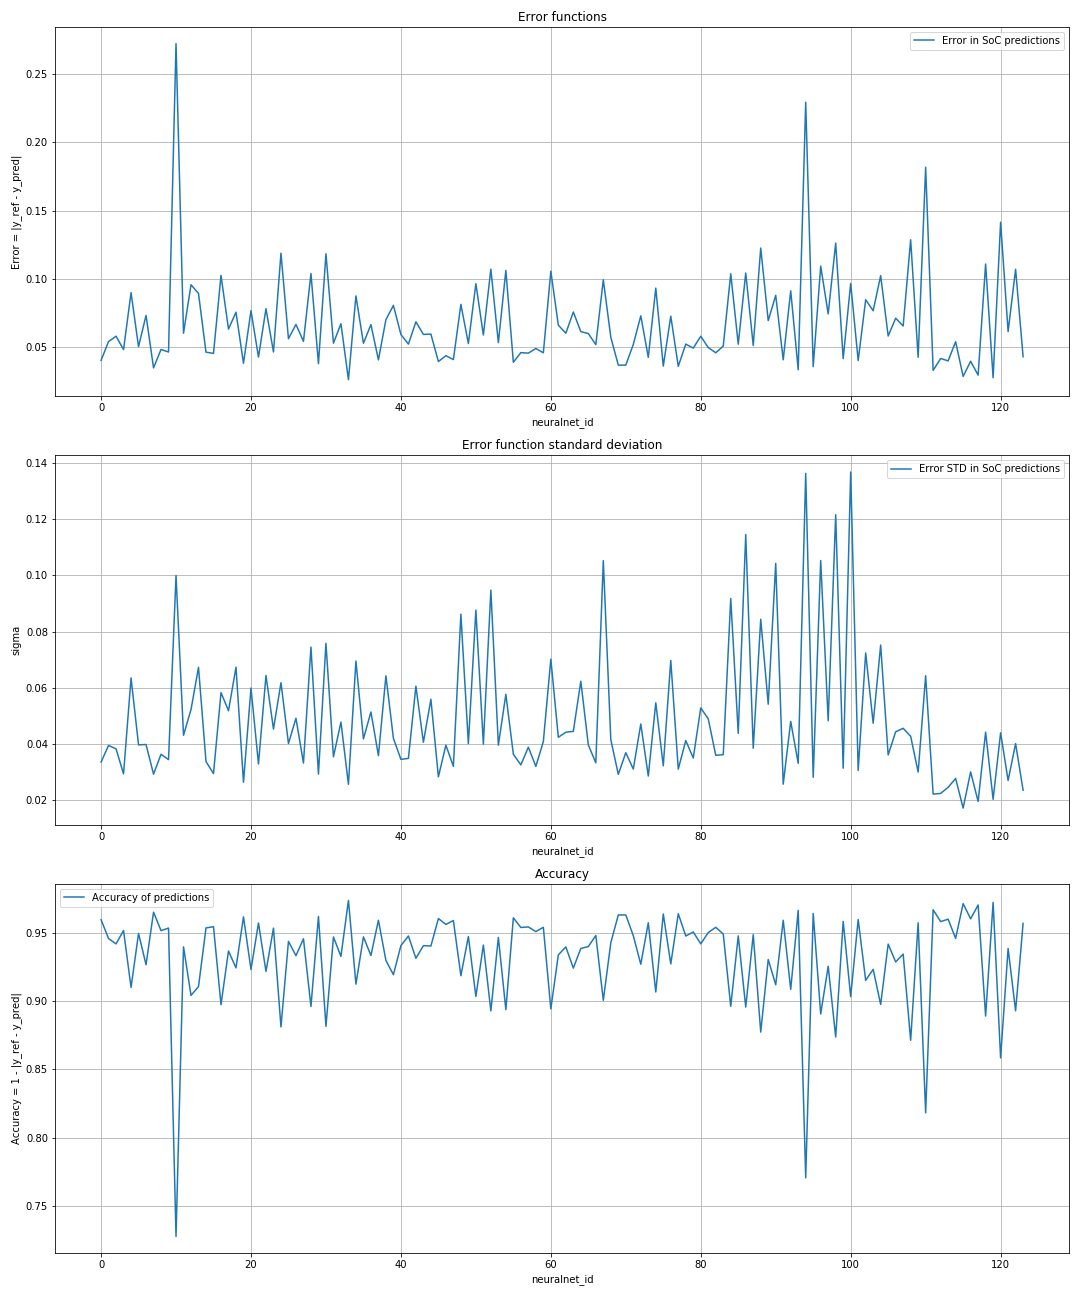 Error functions
Error in SoC predictions
0.25
0.20
0.15
0.10
0.05
Error = |y_ref - y_pred|
0 20 40 60 80 100 120
neuralnet_id
Error function standard deviation
Error STD in SoC predictions
0.14
0.12
0.10
0.08
0.06
0.04
0.02
sigma
0 20 40 60 80 100 120
neuralnet_id
Accuracy
Accuracy of predictions
0.95
0.90
0.85
0.80
0.75
Accuracy = 1 - |y_ref - y_pred|
0 20 40 60 80 100 120
neuralnet_id